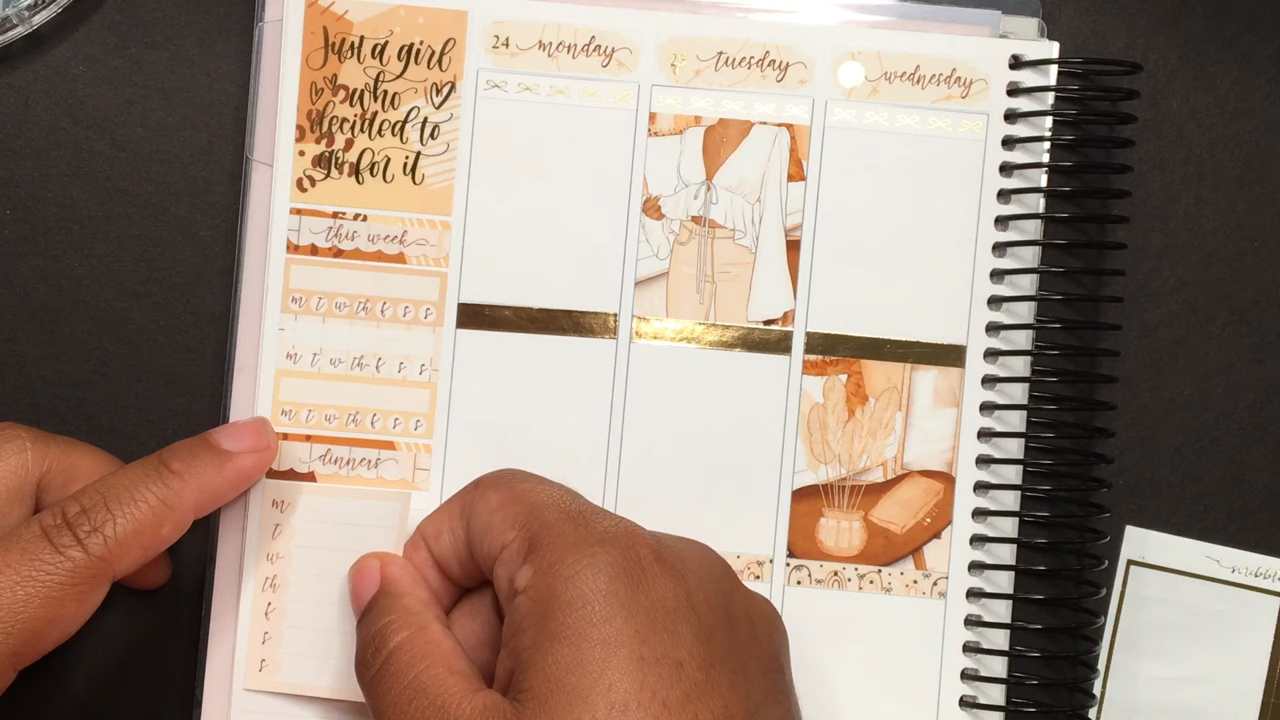 Just a girl
who
decided to
go for it
24 monday
tuesday
wednesday
this week
m t w th f s s
m t w th f s s
m t w th f s s
dinners
m
t
w
th
f
s
s